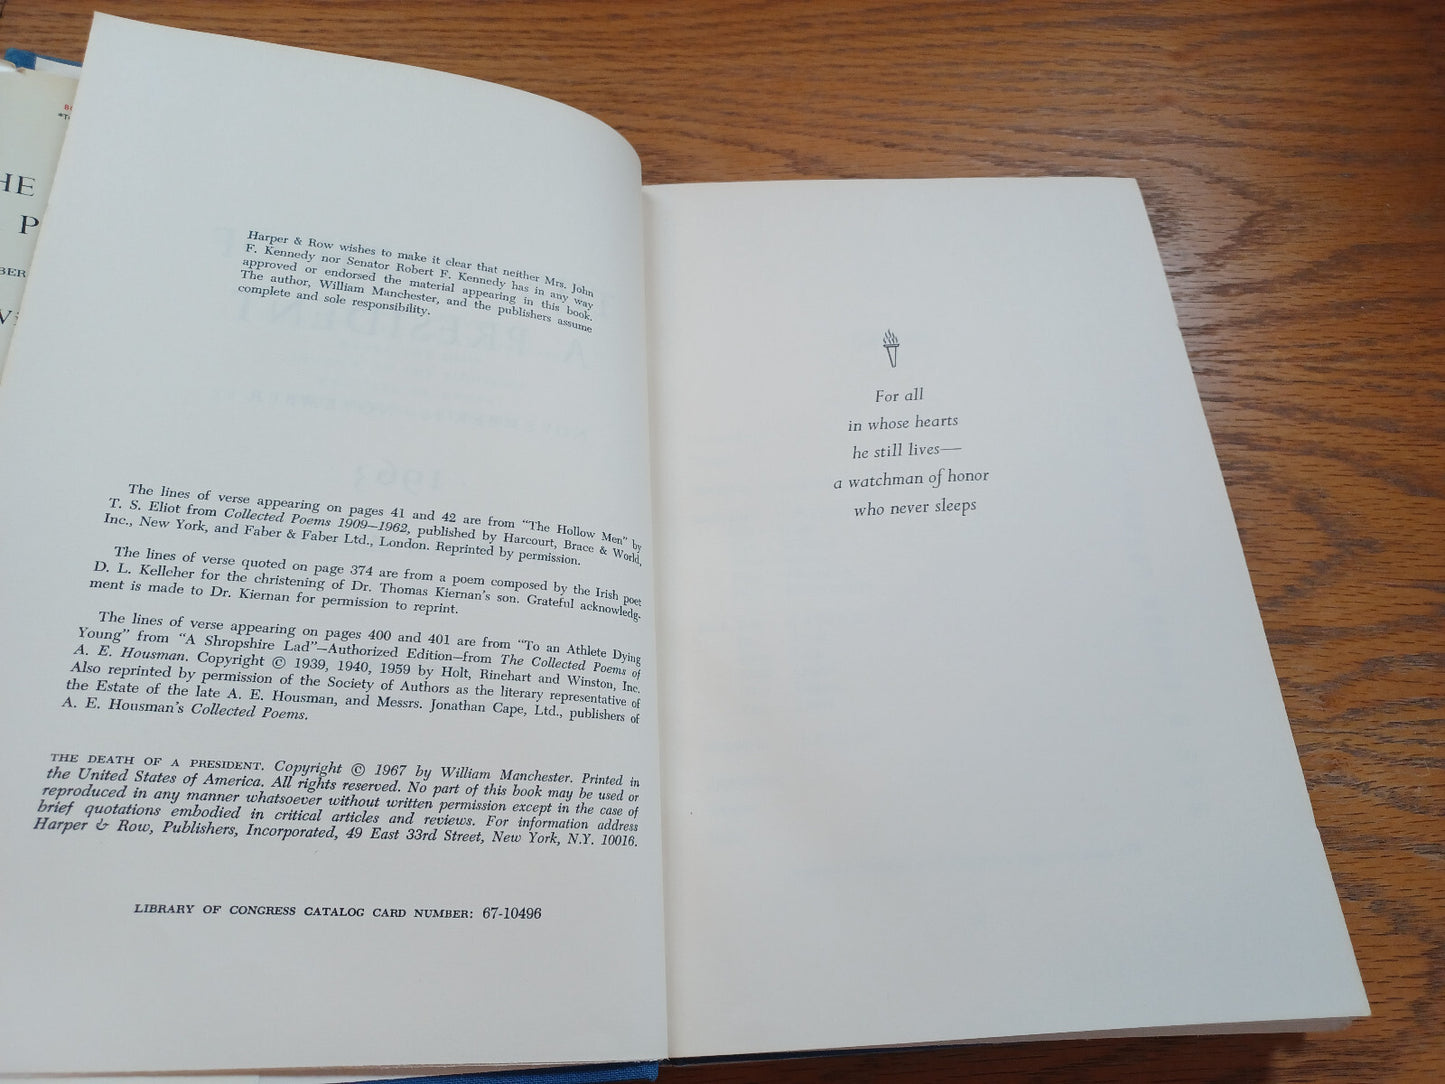 HE
P
BER
Harper & Row wishes to make it clear that neither Mrs. John
F. Kennedy nor Senator Robert F. Kennedy has in any way
approved or endorsed the material appearing in this book.
The author, William Manchester, and the publishers assume
complete and sole responsibility.
A PRESIDENT
1963
The lines of verse appearing on pages 41 and 42 are from "The Hollow Men" by
T. S. Eliot from Collected Poems 1909–1962, published by Harcourt, Brace & World,
Inc., New York, and Faber & Faber Ltd., London. Reprinted by permission.
The lines of verse quoted on page 374 are from a poem composed by the Irish poet
D. L. Kelleher for the christening of Dr. Thomas Kiernan's son. Grateful acknowledg-
ment is made to Dr. Kiernan for permission to reprint.
The lines of verse appearing on pages 400 and 401 are from "To an Athlete Dying
Young" from "A Shropshire Lad"—Authorized Edition—from The Collected Poems of
A. E. Housman. Copyright © 1939, 1940, 1959 by Holt, Rinehart and Winston, Inc.
Also reprinted by permission of the Society of Authors as the literary representative of
the Estate of the late A. E. Housman, and Messrs. Jonathan Cape, Ltd., publishers of
A. E. Housman's Collected Poems.
THE DEATH OF A PRESIDENT. Copyright © 1967 by William Manchester. Printed in
the United States of America. All rights reserved. No part of this book may be used or
reproduced in any manner whatsoever without written permission except in the case of
brief quotations embodied in critical articles and reviews. For information address
Harper & Row, Publishers, Incorporated, 49 East 33rd Street, New York, N.Y. 10016.
LIBRARY OF CONGRESS CATALOG CARD NUMBER: 67-10496
For all
in whose hearts
he still lives—
a watchman of honor
who never sleeps